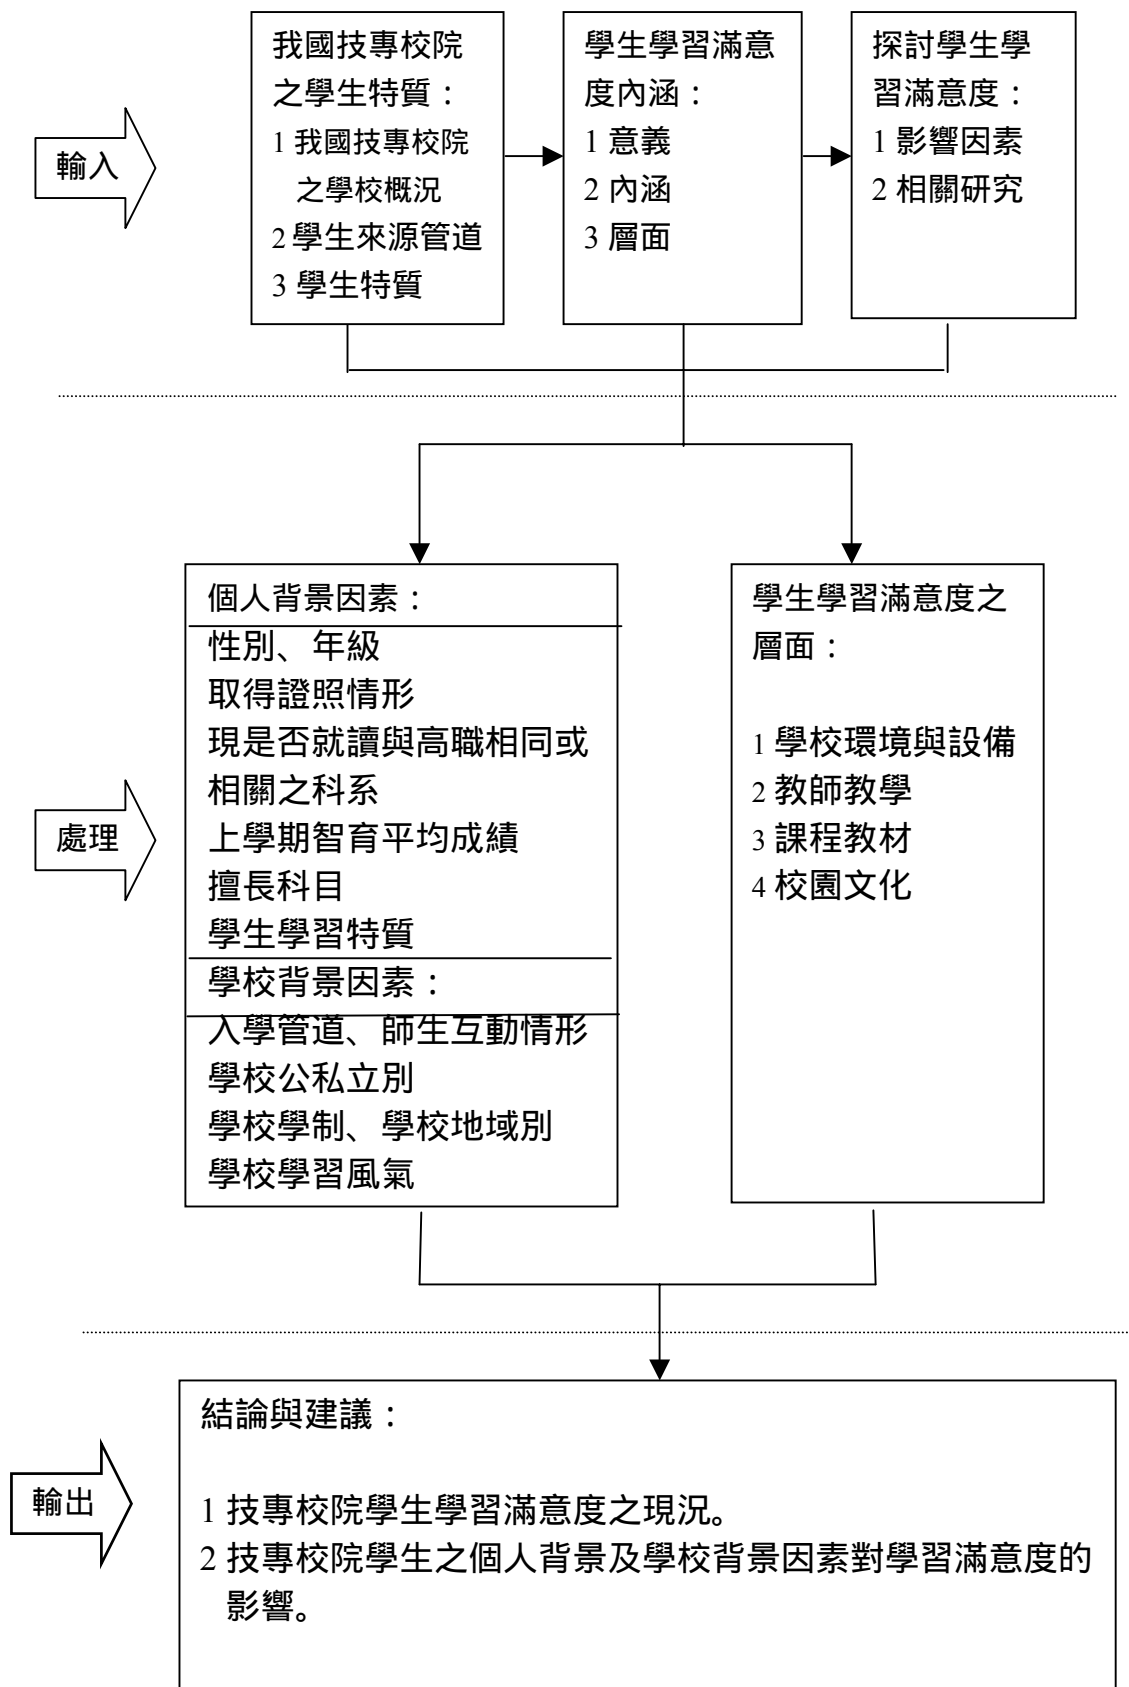 輸入
我國技專校院
之學生特質：
1 我國技專校院
之學校概況
2 學生來源管道
3 學生特質
學生學習滿意
度內涵：
1 意義
2 內涵
3 層面
探討學生學
習滿意度：
1 影響因素
2 相關研究
處理
個人背景因素：
性別、年級
取得證照情形
現是否就讀與高職相同或
相關之科系
上學期智育平均成績
擅長科目
學生學習特質
學校背景因素：
入學管道、師生互動情形
學校公私立別
學校學制、學校地域別
學校學習風氣
學生學習滿意度之
層面：
1 學校環境與設備
2 教師教學
3 課程教材
4 校園文化
輸出
結論與建議：
1 技專校院學生學習滿意度之現況。
2 技專校院學生之個人背景及學校背景因素對學習滿意度的
影響。